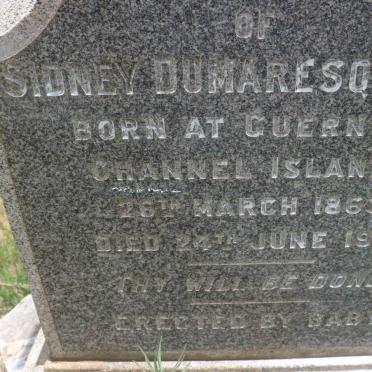 OF
SIDNEY DUMARESQ
BORN AT GUERN
CHANNEL ISLAN
26TH MARCH 186
DIED 24TH JUNE 19
THY WILL BE DONE
ERECTED BY BAB